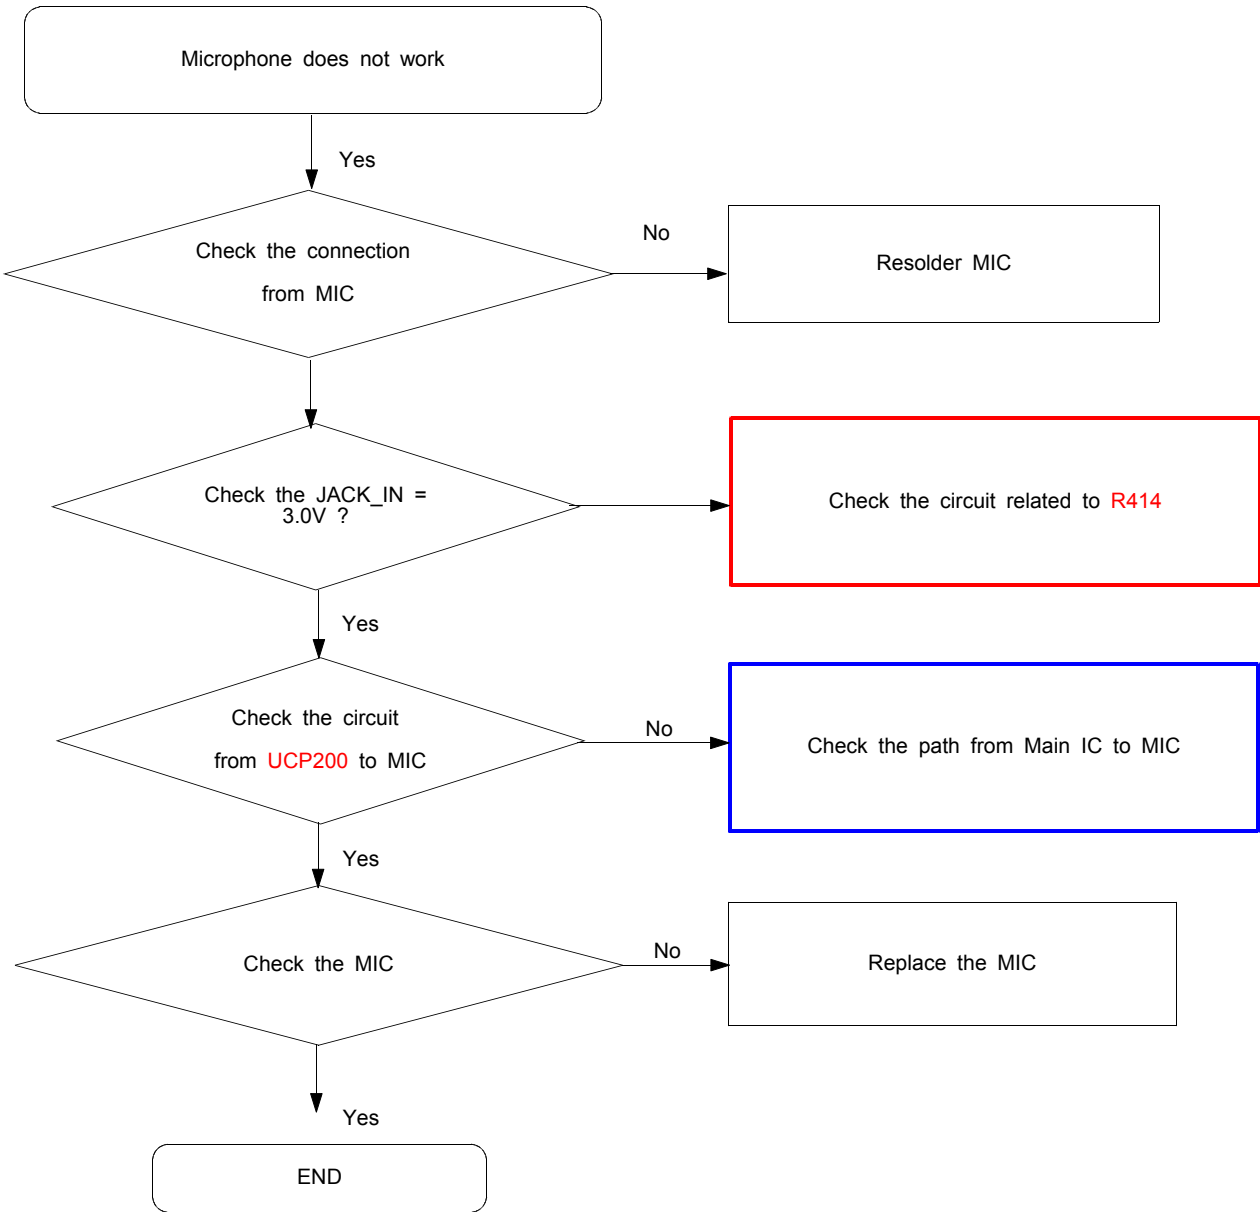 Microphone does not work
Yes
Check the connection
from MIC
No
Resolder MIC
Check the JACK_IN =
3.0V ?
Check the circuit related to R414
Yes
Check the circuit
from UCP200 to MIC
No
Check the path from Main IC to MIC
Yes
Check the MIC
No
Replace the MIC
Yes
END